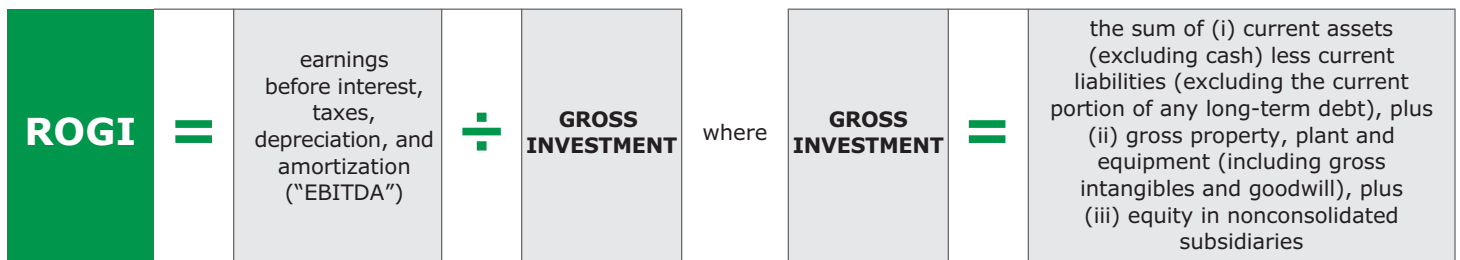 ROGI
=
earnings
before interest,
taxes,
depreciation, and
amortization
(“EBITDA”)
÷
GROSS
INVESTMENT
where
GROSS
INVESTMENT
=
the sum of (i) current assets
(excluding cash) less current
liabilities (excluding the current
portion of any long-term debt), plus
(ii) gross property, plant and
equipment (including gross
intangibles and goodwill), plus
(iii) equity in nonconsolidated
subsidiaries